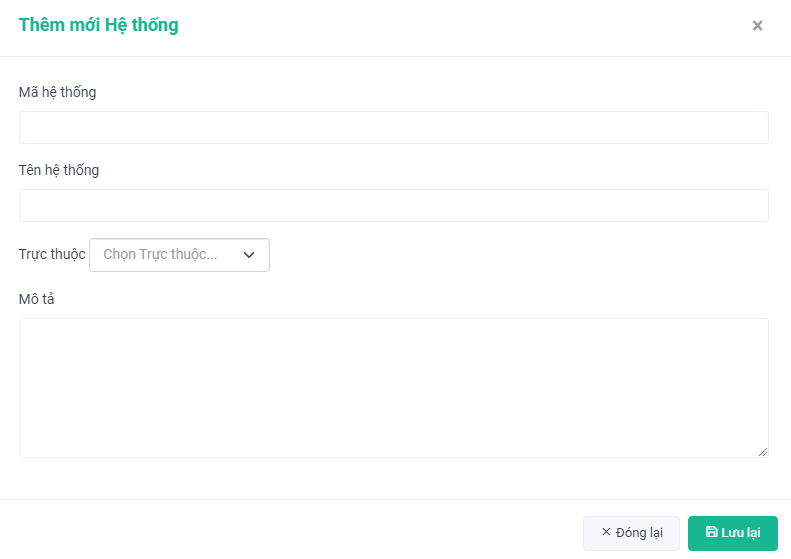 Thêm mới Hệ thống
Mã hệ thống
Tên hệ thống
Trực thuộc Chọn Trực thuộc...
Mô tả
Đóng lại Lưu lại